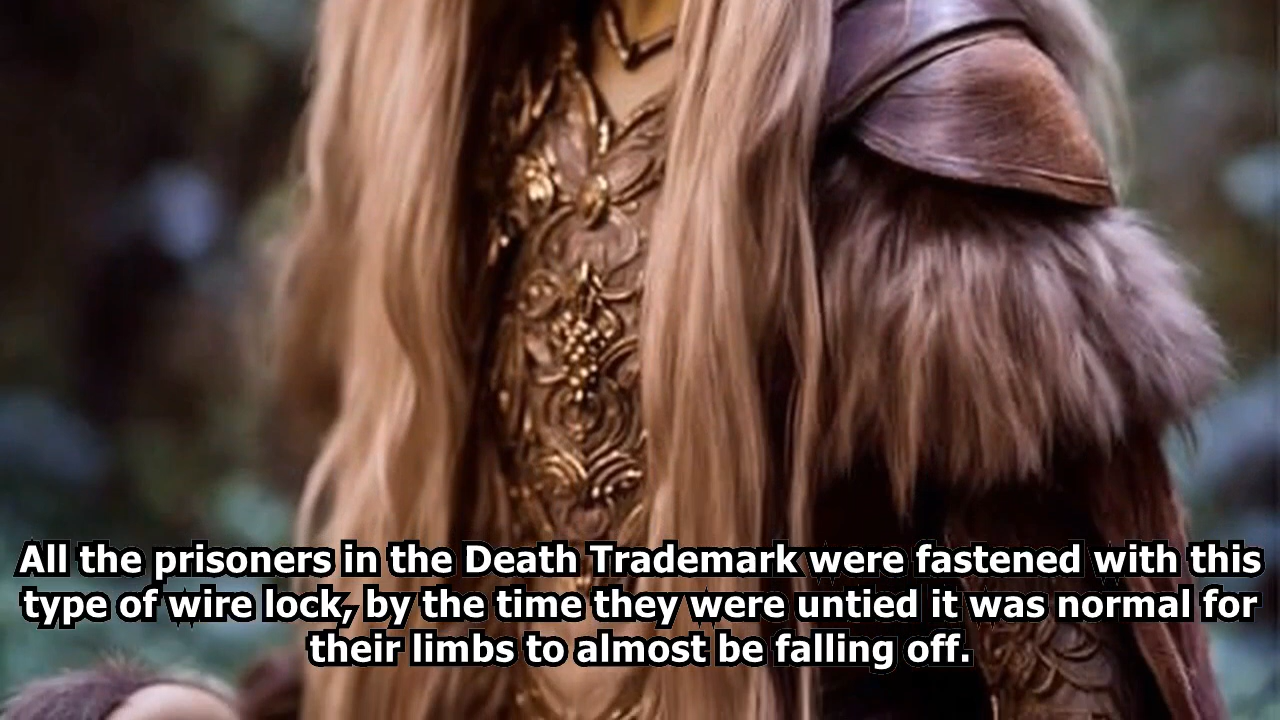 All the prisoners in the Death Trademark were fastened with this
type of wire lock, by the time they were untied it was normal for
their limbs to almost be falling off.